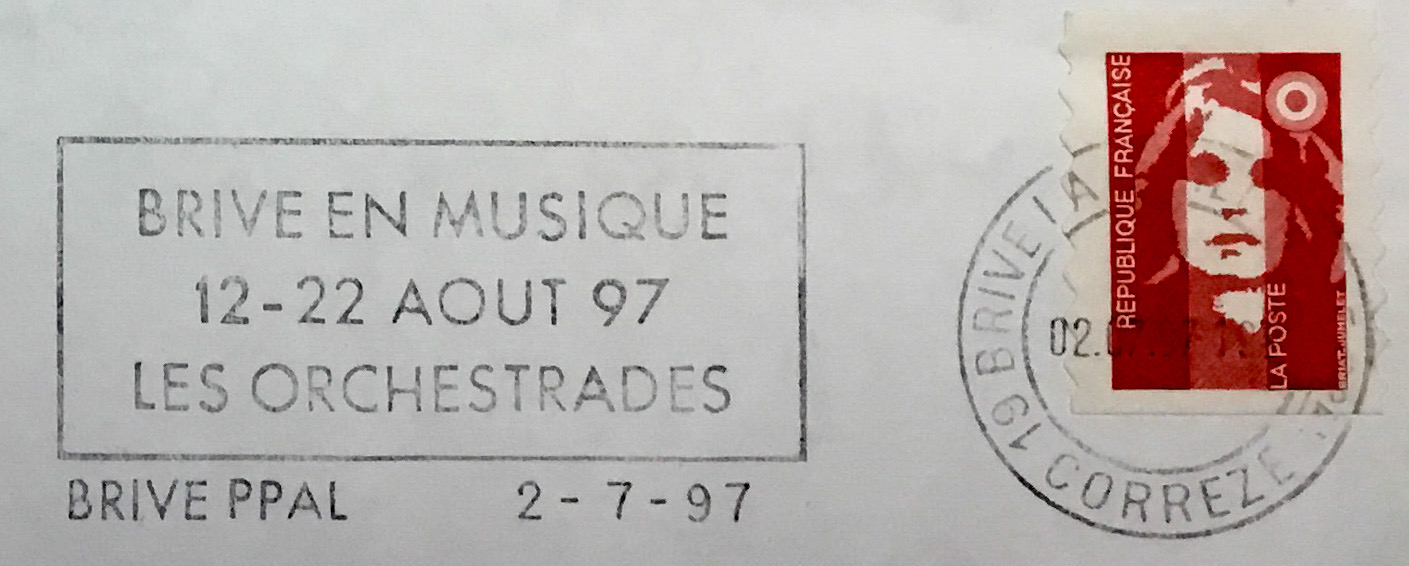 BRIVE EN MUSIQUE
12-22 AOUT 97
LES ORCHESTRADES
BRIVE PPAL 2-7-97
REPUBLIQUE FRANÇAISE
LA POSTE
BRIAT-JUMELET
19 BRIVE LA
02.07.97
CORREZE